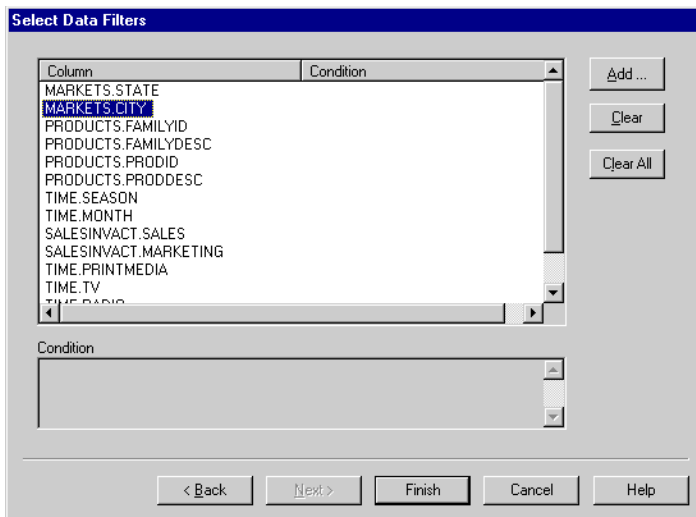 Select Data Filters
Column Condition
MARKETS.STATE
MARKETS.CITY
PRODUCTS.FAMILYID
PRODUCTS.FAMILYDESC
PRODUCTS.PRODID
PRODUCTS.PRODDESC
TIME.SEASON
TIME.MONTH
SALESINVACT.SALES
SALESINVACT.MARKETING
TIME.PRINTMEDIA
TIME.TV
TIME.RADIO
Add ...
Clear
Clear All
Condition
< Back Next > Finish Cancel Help